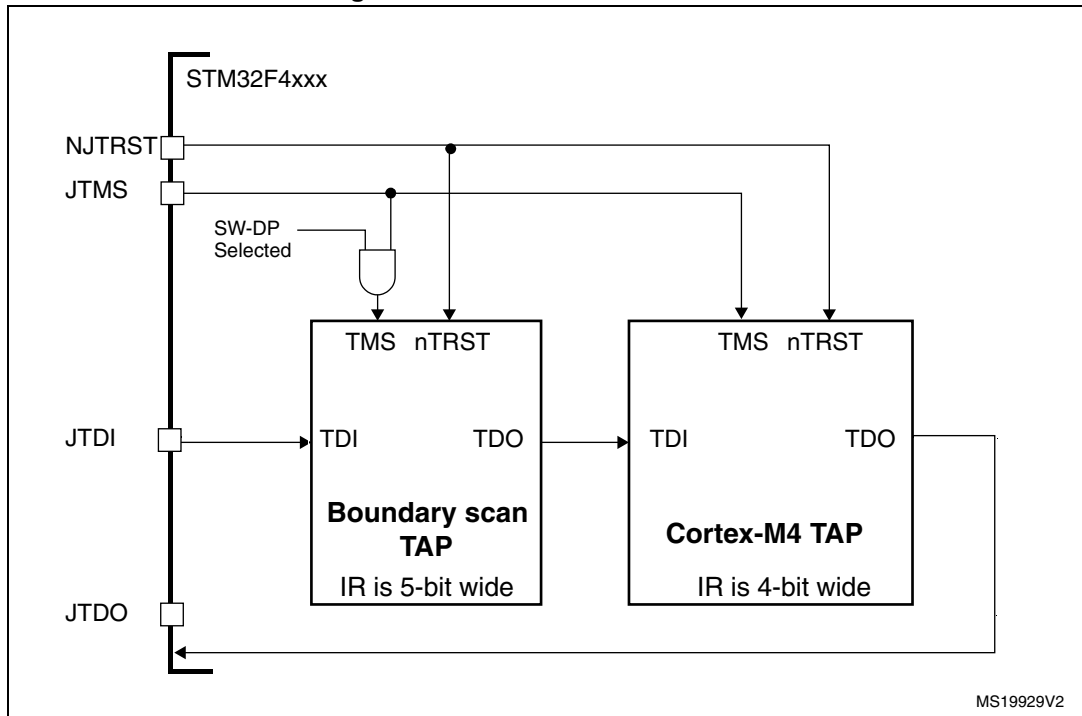 STM32F4xxx
NJTRST
JTMS
SW-DP
Selected
TMS nTRST
TMS nTRST
JTDI
TDI
TDO
TDI
TDO
Boundary scan
TAP
Cortex-M4 TAP
IR is 5-bit wide
IR is 4-bit wide
JTDO
MS19929V2